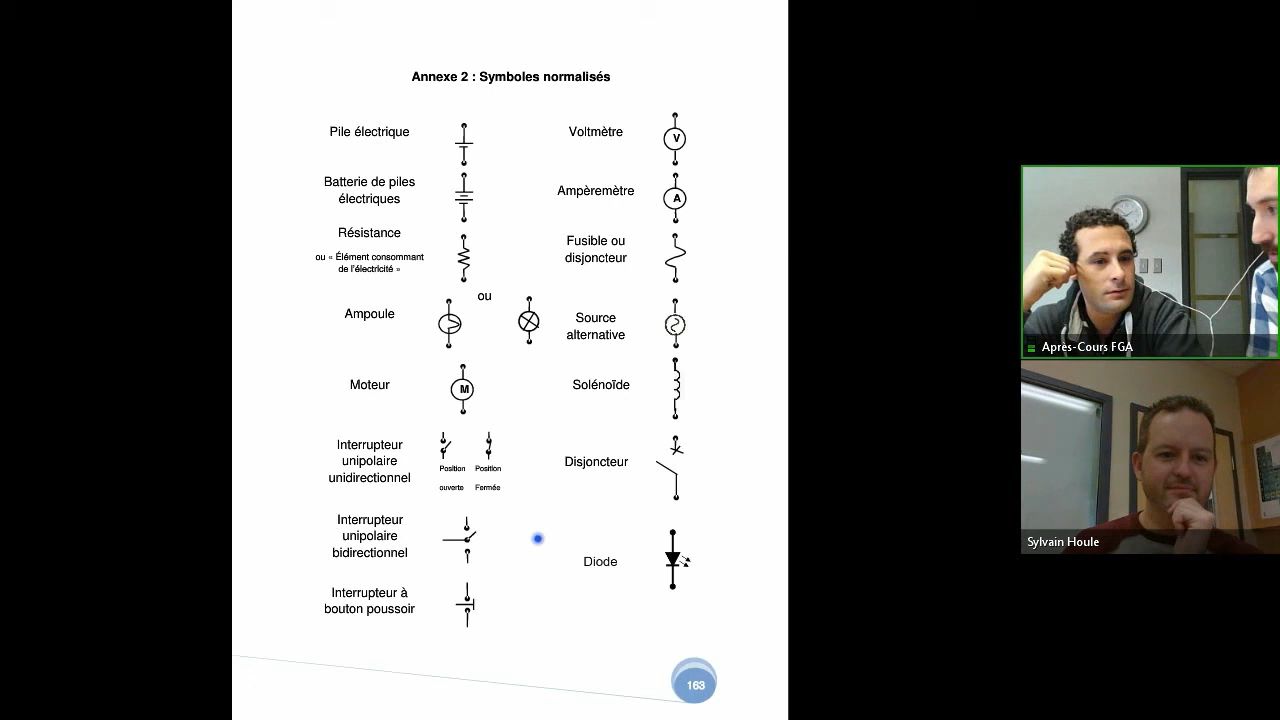 Annexe 2 : Symboles normalisés
Pile électrique
Batterie de piles
électriques
Résistance
ou « Élément consommant
de l'électricité »
ou
Ampoule
Moteur
M
Interrupteur
unipolaire
unidirectionnel
Position
ouverte
Position
Fermée
Interrupteur
unipolaire
bidirectionnel
Interrupteur à
bouton poussoir
Voltmètre
V
Ampèremètre
A
Fusible ou
disjoncteur
Source
alternative
Solénoïde
Disjoncteur
Diode
163
Après-Cours FGA
Sylvain Houle